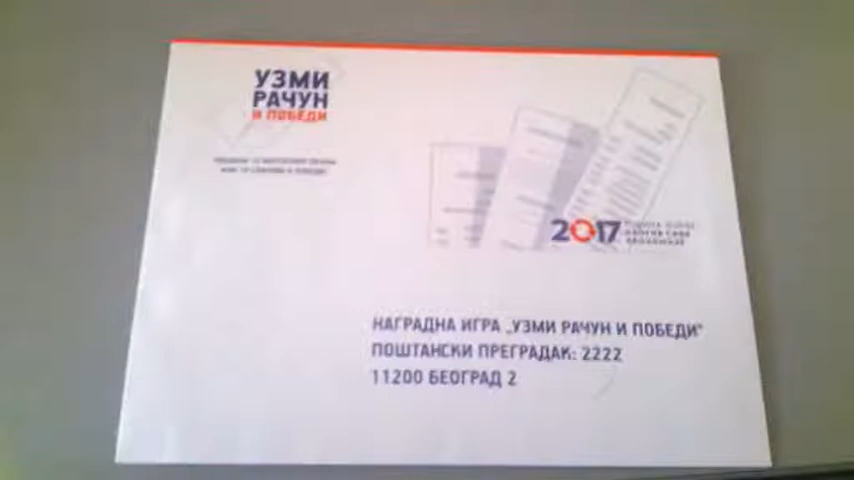 УЗМИ
РАЧУН
И ПОБЕДИ
2017
НАГРАДНА ИГРА „УЗМИ РАЧУН И ПОБЕДИ"
ПОШТАНСКИ ПРЕГРАДАК: 2222
11200 БЕОГРАД 2